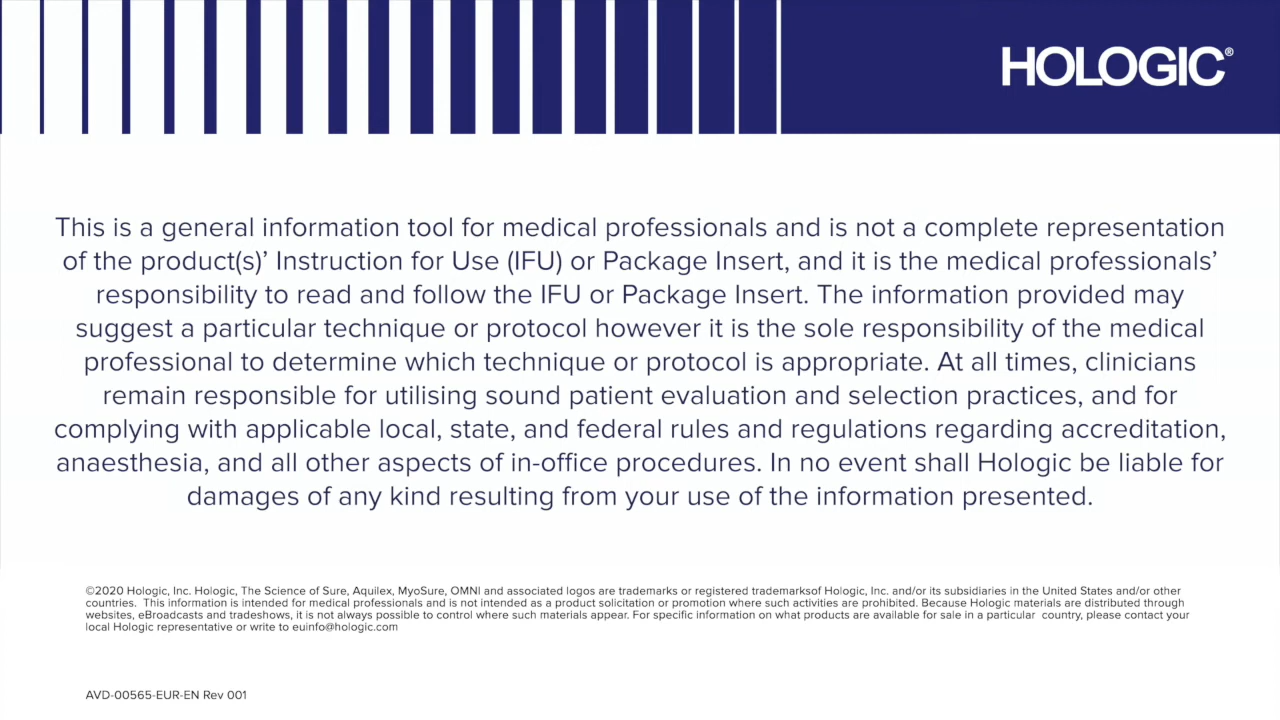 HOLOGIC®
This is a general information tool for medical professionals and is not a complete representation
of the product(s)’ Instruction for Use (IFU) or Package Insert, and it is the medical professionals’
responsibility to read and follow the IFU or Package Insert. The information provided may
suggest a particular technique or protocol however it is the sole responsibility of the medical
professional to determine which technique or protocol is appropriate. At all times, clinicians
remain responsible for utilising sound patient evaluation and selection practices, and for
complying with applicable local, state, and federal rules and regulations regarding accreditation,
anaesthesia, and all other aspects of in-office procedures. In no event shall Hologic be liable for
damages of any kind resulting from your use of the information presented.
©2020 Hologic, Inc. Hologic, The Science of Sure, Aquilex, MyoSure, OMNI and associated logos are trademarks or registered trademarksof Hologic, Inc. and/or its subsidiaries in the United States and/or other
countries. This information is intended for medical professionals and is not intended as a product solicitation or promotion where such activities are prohibited. Because Hologic materials are distributed through
websites, eBroadcasts and tradeshows, it is not always possible to control where such materials appear. For specific information on what products are available for sale in a particular country, please contact your
local Hologic representative or write to euinfo@hologic.com
AVD-00565-EUR-EN Rev 001